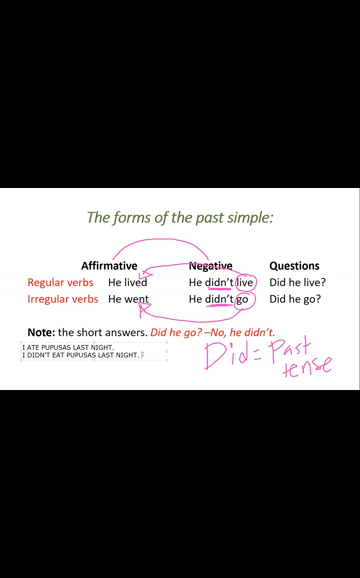 The forms of the past simple:
Affirmative Negative Questions
Regular verbs He lived He didn't live Did he live?
Irregular verbs He went He didn't go Did he go?
Note: the short answers. Did he go? –No, he didn't.
I ATE PUPUSAS LAST NIGHT.
I DIDN'T EAT PUPUSAS LAST NIGHT.
Did = Past
tense